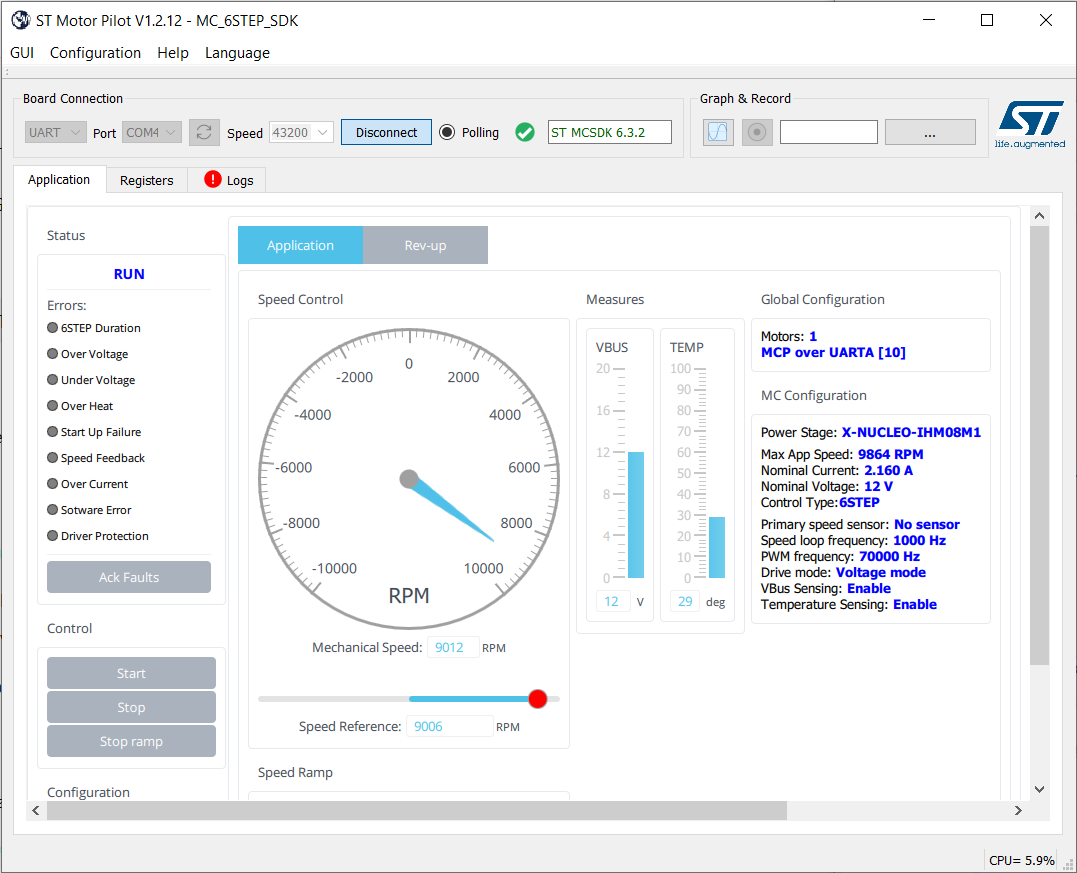 ST Motor Pilot V1.2.12 - MC_6STEP_SDK
GUI Configuration Help Language
Board Connection
UART Port COM4 Speed 43200 Disconnect Polling ST MCSDK 6.3.2
Graph & Record
...
ST
life.augmented
Application Registers Logs
Status
RUN
Errors:
6STEP Duration
Over Voltage
Under Voltage
Over Heat
Start Up Failure
Speed Feedback
Over Current
Sotware Error
Driver Protection
Ack Faults
Control
Start
Stop
Stop ramp
Configuration
Application Rev-up
Speed Control
-10000
-8000
-6000
-4000
-2000
0
2000
4000
6000
8000
10000
RPM
Mechanical Speed: 9012 RPM
Speed Reference: 9006 RPM
Speed Ramp
Measures
VBUS
20
16
12
8
4
0
12 V
TEMP
100
90
80
70
60
50
40
30
20
10
0
29 deg
Global Configuration
Motors: 1
MCP over UARTA [10]
MC Configuration
Power Stage: X-NUCLEO-IHM08M1
Max App Speed: 9864 RPM
Nominal Current: 2.160 A
Nominal Voltage: 12 V
Control Type:6STEP
Primary speed sensor: No sensor
Speed loop frequency: 1000 Hz
PWM frequency: 70000 Hz
Drive mode: Voltage mode
VBus Sensing: Enable
Temperature Sensing: Enable
CPU= 5.9%